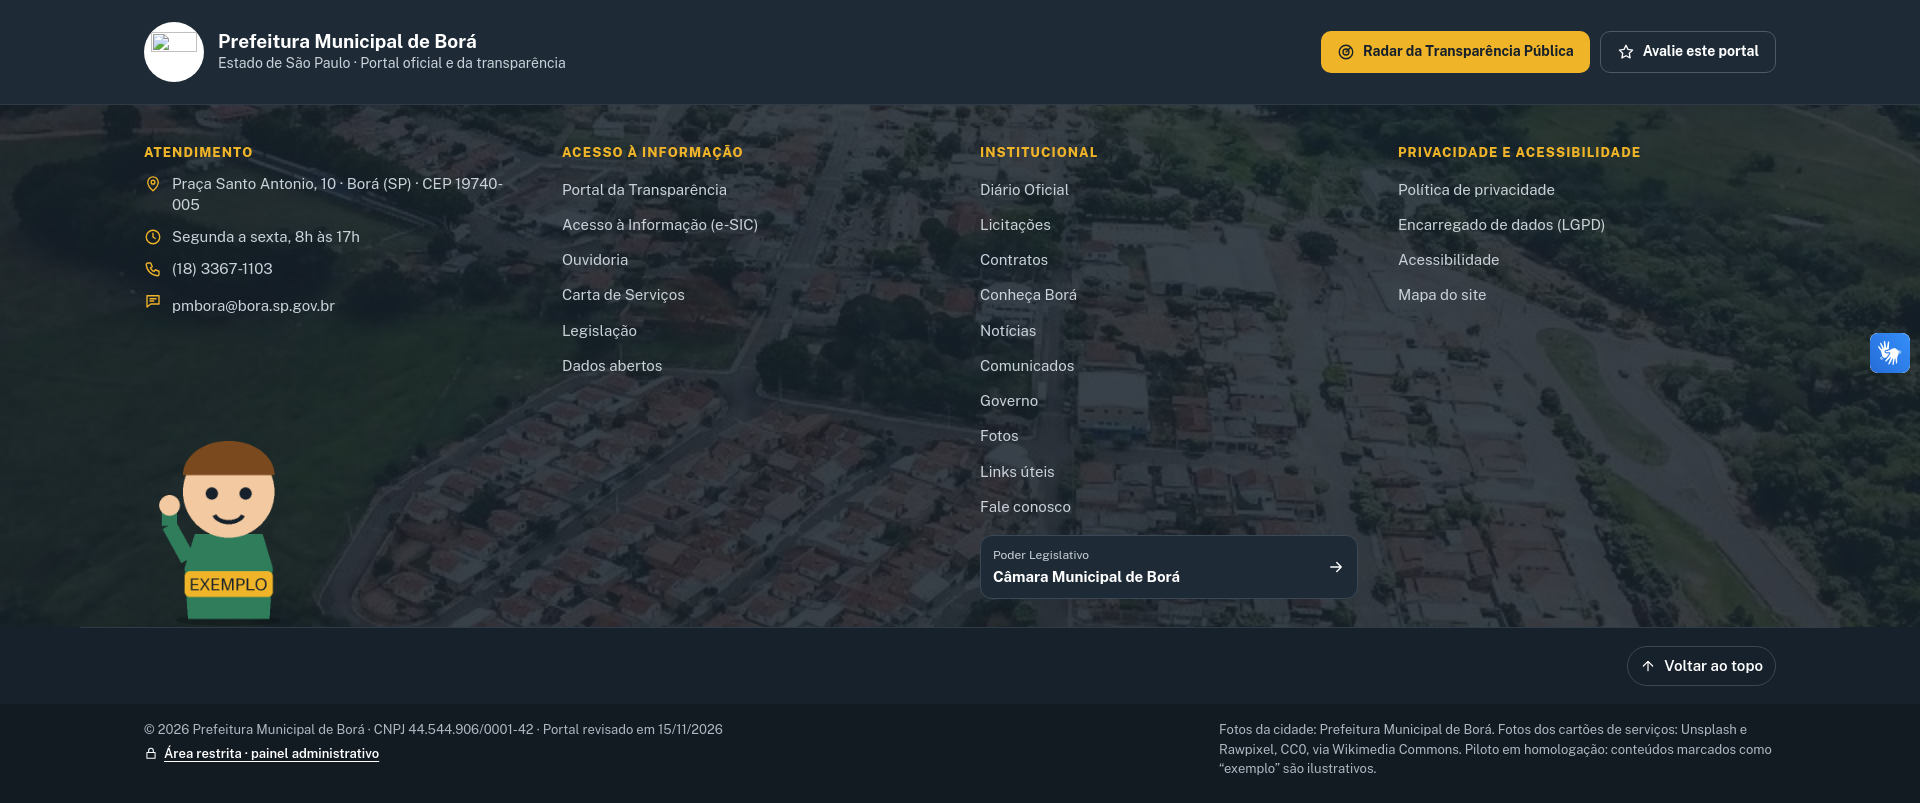 Prefeitura Municipal de Borá
Estado de São Paulo · Portal oficial e da transparência
Radar da Transparência Pública
Avalie este portal
ATENDIMENTO
Praça Santo Antonio, 10 · Borá (SP) · CEP 19740-
005
Segunda a sexta, 8h às 17h
(18) 3367-1103
pmbora@bora.sp.gov.br
EXEMPLO
ACESSO À INFORMAÇÃO
Portal da Transparência
Acesso à Informação (e-SIC)
Ouvidoria
Carta de Serviços
Legislação
Dados abertos
INSTITUCIONAL
Diário Oficial
Licitações
Contratos
Conheça Borá
Notícias
Comunicados
Governo
Fotos
Links úteis
Fale conosco
Poder Legislativo
Câmara Municipal de Borá
PRIVACIDADE E ACESSIBILIDADE
Política de privacidade
Encarregado de dados (LGPD)
Acessibilidade
Mapa do site
Voltar ao topo
© 2026 Prefeitura Municipal de Borá · CNPJ 44.544.906/0001-42 · Portal revisado em 15/11/2026
Área restrita · painel administrativo
Fotos da cidade: Prefeitura Municipal de Borá. Fotos dos cartões de serviços: Unsplash e
Rawpixel, CC0, via Wikimedia Commons. Piloto em homologação: conteúdos marcados como
“exemplo” são ilustrativos.